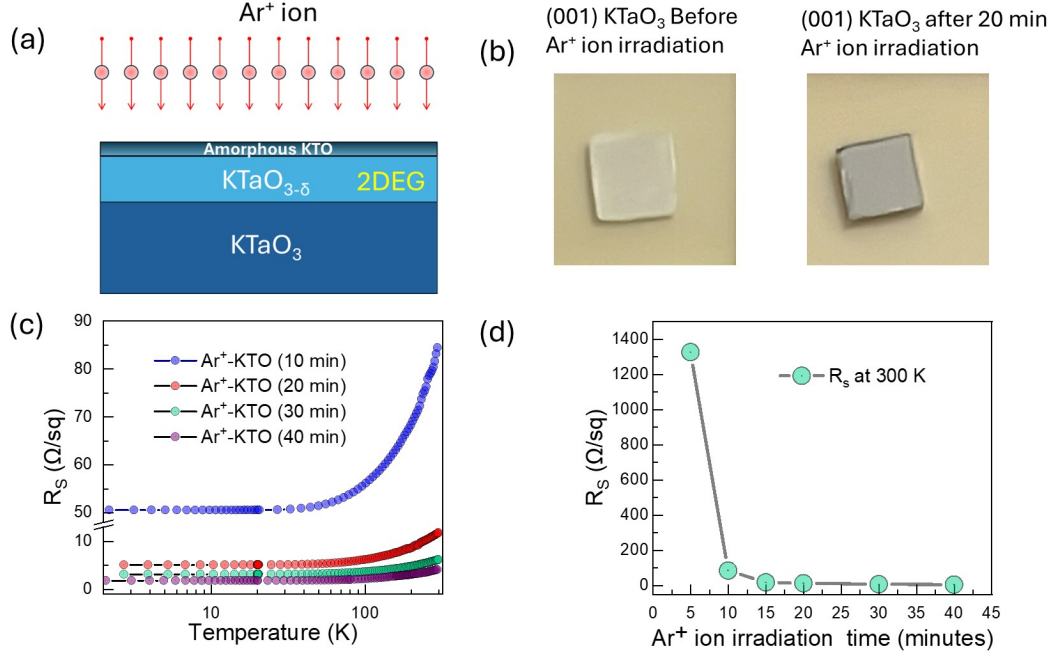 (a)
Ar⁺ ion
Amorphous KTO
KTaO₃₋δ
2DEG
KTaO₃
(b)
(001) KTaO₃ Before
Ar⁺ ion irradiation
(001) KTaO₃ after 20 min
Ar⁺ ion irradiation
(c)
90
80
70
60
50
10
0
R_S (Ω/sq)
Ar⁺-KTO (10 min)
Ar⁺-KTO (20 min)
Ar⁺-KTO (30 min)
Ar⁺-KTO (40 min)
10
100
Temperature (K)
(d)
1400
1200
1000
800
600
400
200
0
R_S (Ω/sq)
Rₛ at 300 K
0
5
10
15
20
25
30
35
40
45
Ar⁺ ion irradiation time (minutes)